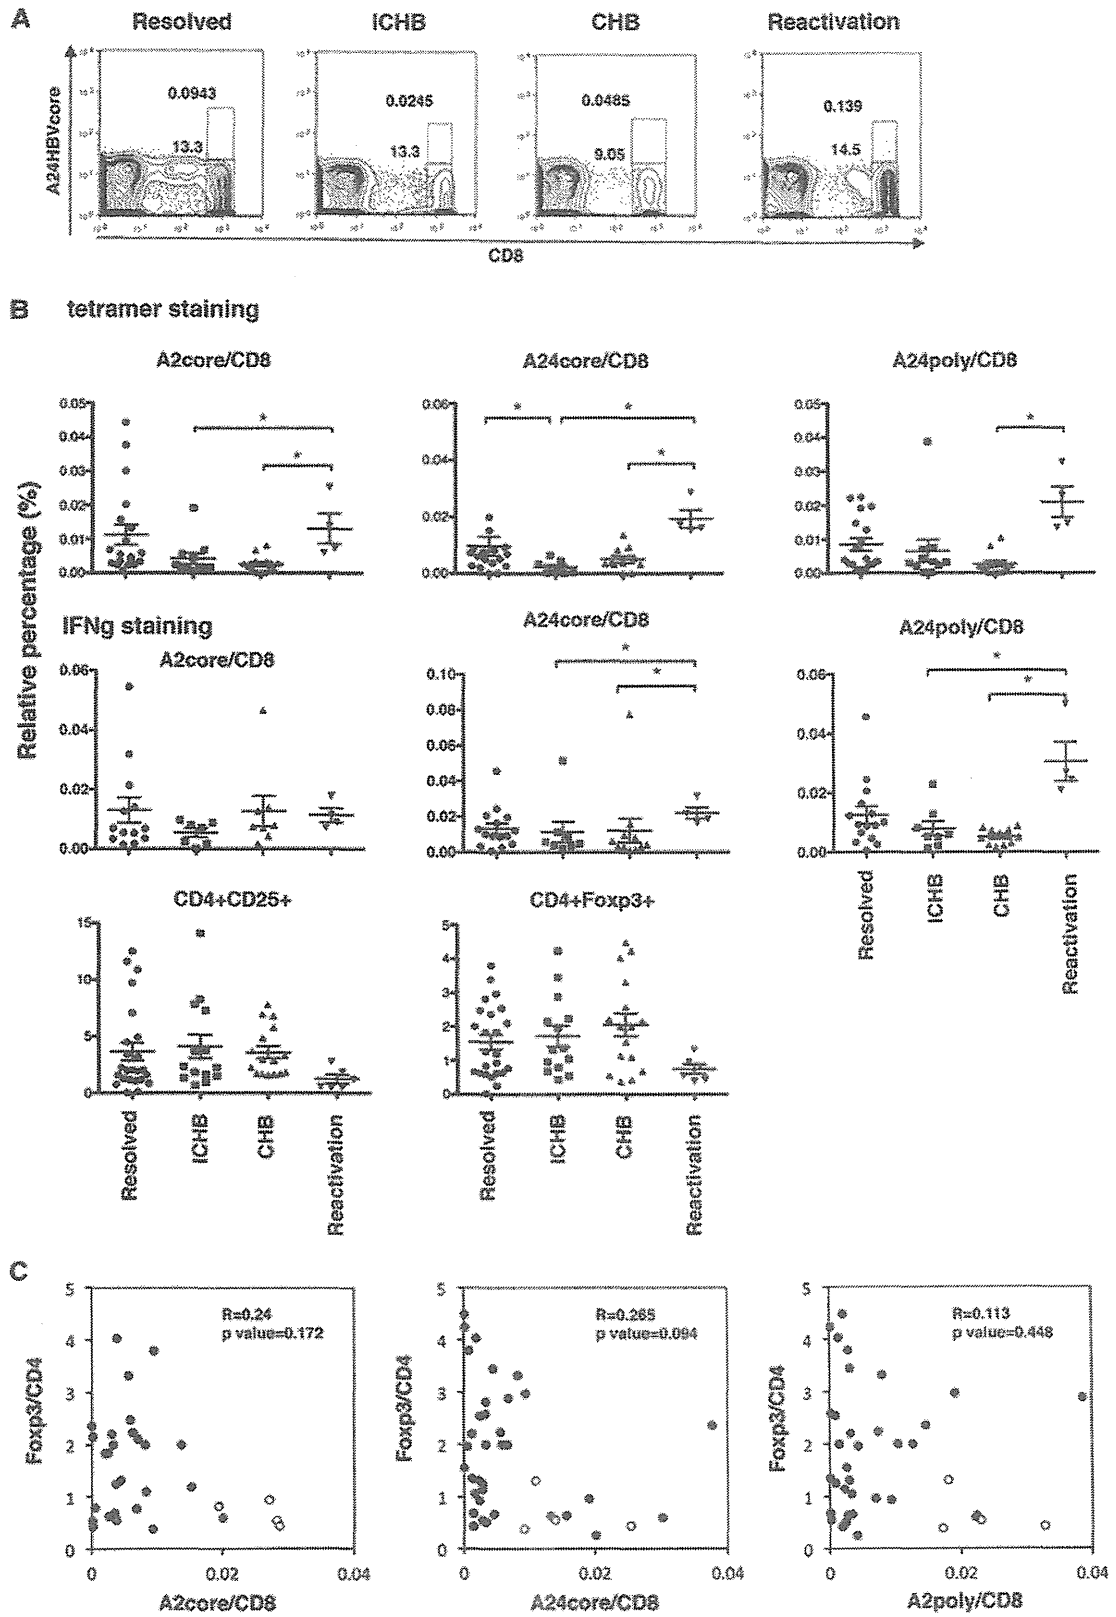 A
Resolved
ICHB
CHB
Reactivation
A24HBVcore
0.0943
13.3
0.0245
13.3
0.0485
9.05
0.139
14.5
CD8
B
tetramer staining
Relative percentage (%)
A2core/CD8
0.05
0.04
0.03
0.02
0.01
0.00
*
*
A24core/CD8
0.06
0.04
0.02
0.00
*
*
*
A24poly/CD8
0.05
0.04
0.03
0.02
0.01
0.00
*
IFNg staining
A2core/CD8
0.06
0.04
0.02
0.00
A24core/CD8
0.10
0.08
0.06
0.04
0.02
0.00
*
*
A24poly/CD8
0.06
0.04
0.02
0.00
*
*
Resolved
ICHB
CHB
Reactivation
CD4+CD25+
15
10
5
0
Resolved
ICHB
CHB
Reactivation
CD4+Foxp3+
5
4
3
2
1
0
Resolved
ICHB
CHB
Reactivation
C
Foxp3/CD4
5
4
3
2
1
0
R=0.24
p value=0.172
0
0.02
0.04
A2core/CD8
Foxp3/CD4
5
4
3
2
1
0
R=0.265
p value=0.094
0
0.02
0.04
A24core/CD8
Foxp3/CD4
5
4
3
2
1
0
R=0.113
p value=0.448
0
0.02
0.04
A2poly/CD8